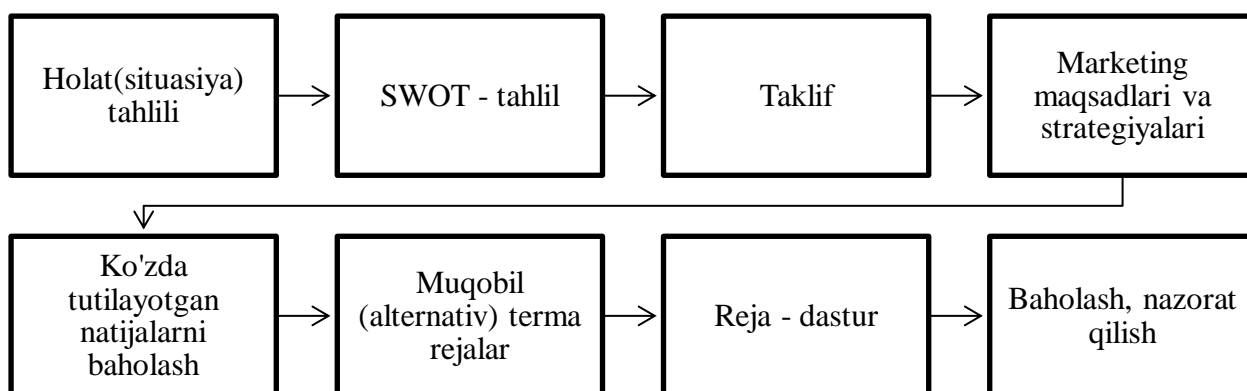 Holat(situasiya)
tahlili
SWOT - tahlil
Taklif
Marketing
maqsadlari va
strategiyalari
Ko'zda
tutilayotgan
natijalarni
baholash
Muqobil
(alternativ) terma
rejalar
Reja - dastur
Baholash, nazorat
qilish